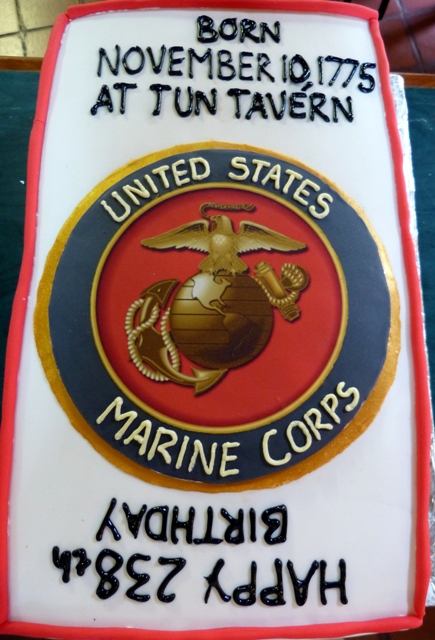 BORN
NOVEMBER 10,1775
AT TUN TAVERN
UNITED STATES
MARINE CORPS
HAPPY 238th
BIRTHDAY